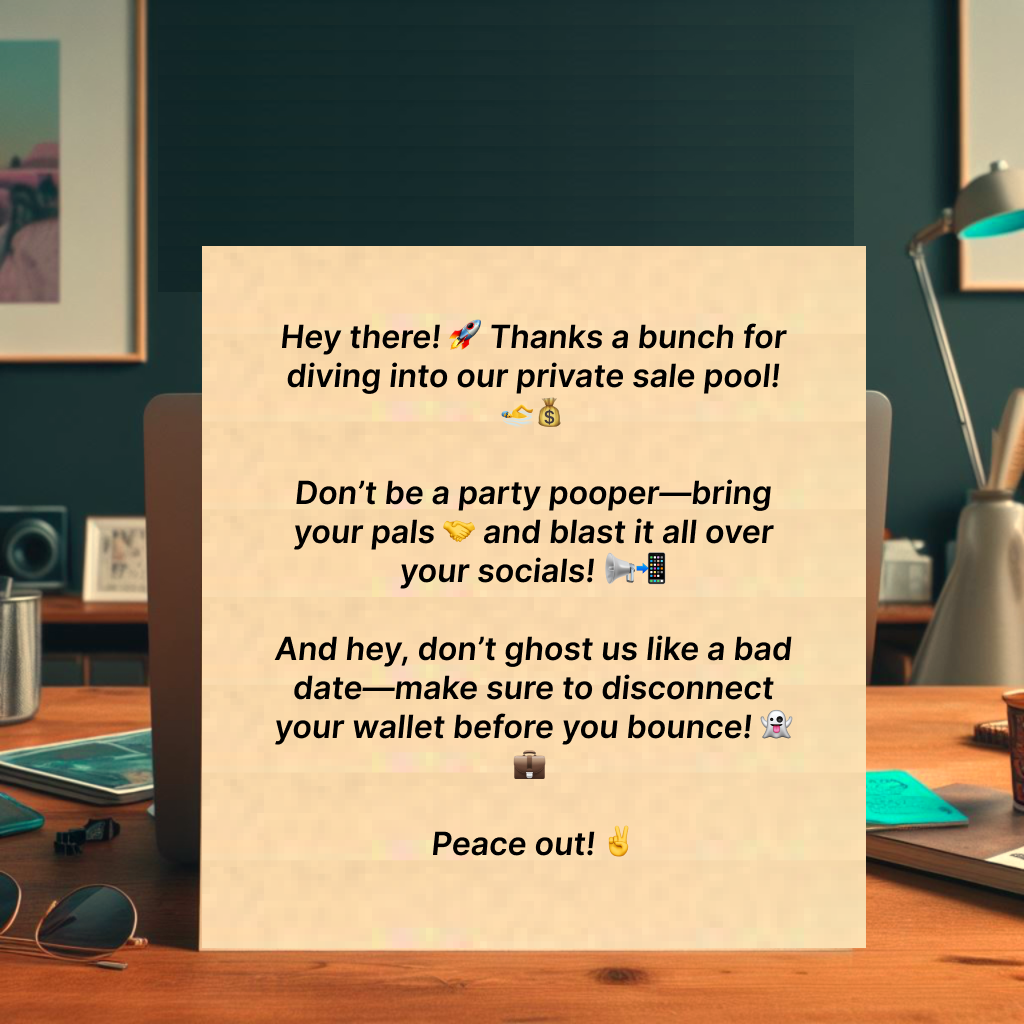 Hey there! 🚀 Thanks a bunch for
diving into our private sale pool!
🏊💰
Don’t be a party pooper—bring
your pals 🤝 and blast it all over
your socials! 📢📲
And hey, don’t ghost us like a bad
date—make sure to disconnect
your wallet before you bounce! 👻
💼
Peace out! ✌️